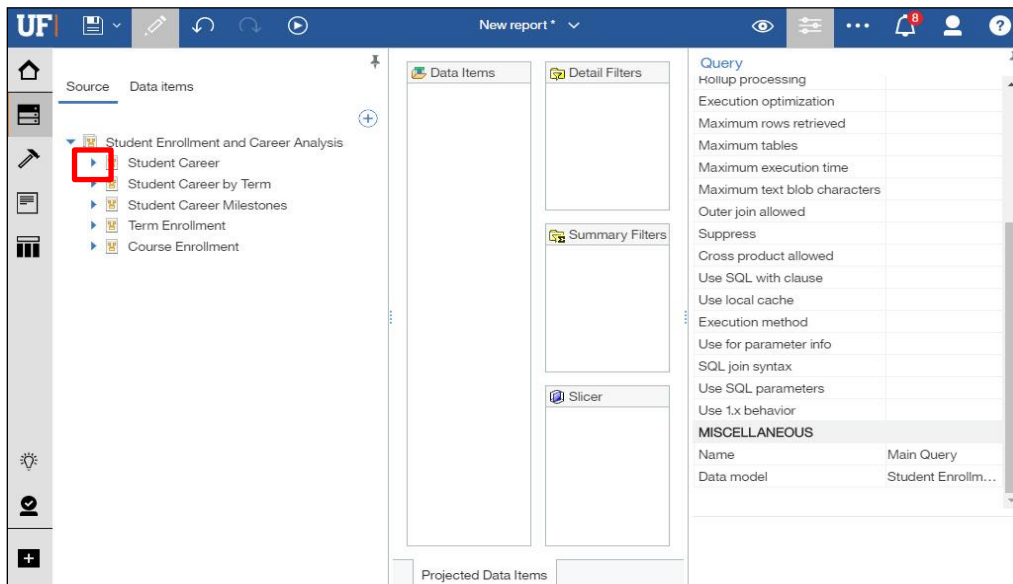 UF
New report*
8
?
Source
Data items
Student Enrollment and Career Analysis
Student Career
Student Career by Term
Student Career Milestones
Term Enrollment
Course Enrollment
Data Items
Detail Filters
Summary Filters
Slicer
Projected Data Items
Query
Rollup processing
Execution optimization
Maximum rows retrieved
Maximum tables
Maximum execution time
Maximum text blob characters
Outer join allowed
Suppress
Cross product allowed
Use SQL with clause
Use local cache
Execution method
Use for parameter info
SQL join syntax
Use SQL parameters
Use 1.x behavior
MISCELLANEOUS
Name Main Query
Data model Student Enrollm...